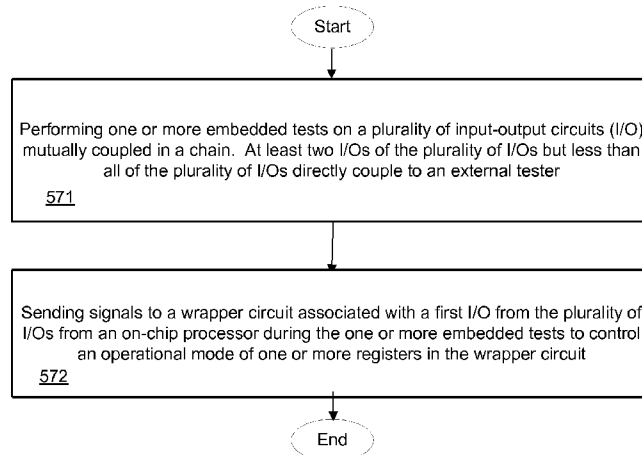 Start
Performing one or more embedded tests on a plurality of input-output circuits (I/O)
mutually coupled in a chain. At least two I/Os of the plurality of I/Os but less than
all of the plurality of I/Os directly couple to an external tester
571
Sending signals to a wrapper circuit associated with a first I/O from the plurality of
I/Os from an on-chip processor during the one or more embedded tests to control
an operational mode of one or more registers in the wrapper circuit
572
End